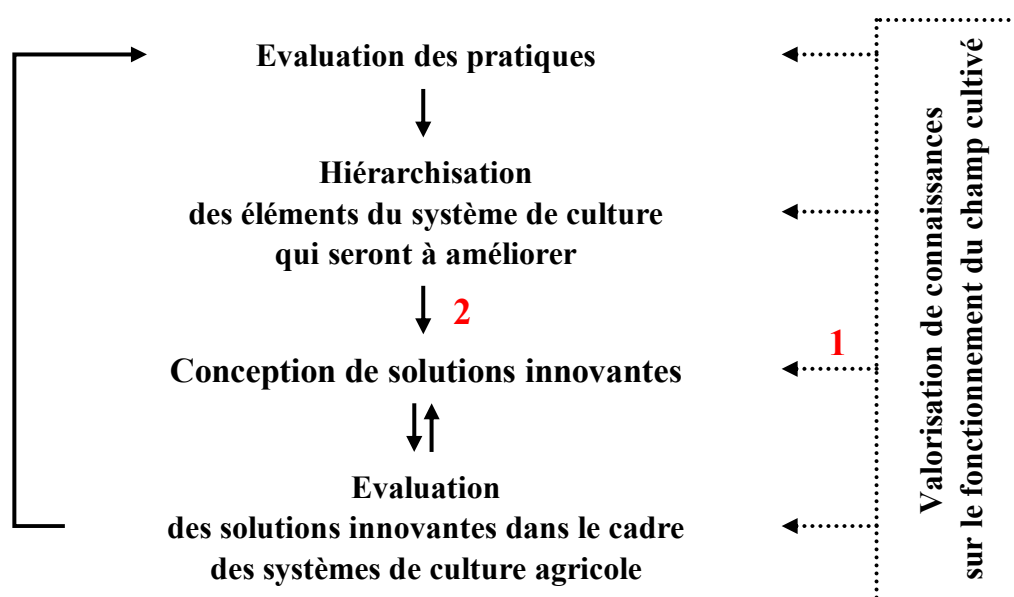 Evaluation des pratiques
Hiérarchisation
des éléments du système de culture
qui seront à améliorer
2
1
Conception de solutions innovantes
Evaluation
des solutions innovantes dans le cadre
des systèmes de culture agricole
Valorisation de connaissances
sur le fonctionnement du champ cultivé